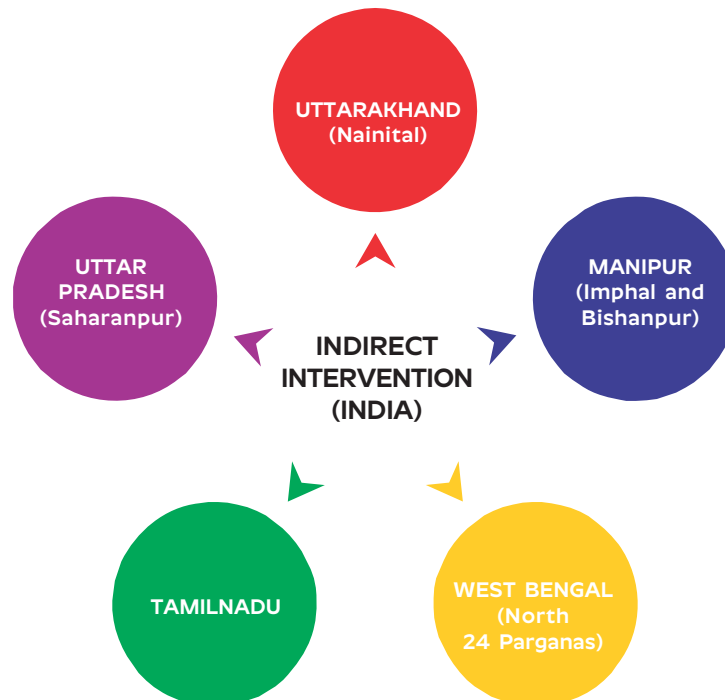 UTTARAKHAND
(Nainital)
UTTAR
PRADESH
(Saharanpur)
MANIPUR
(Imphal and
Bishanpur)
INDIRECT
INTERVENTION
(INDIA)
TAMILNADU
WEST BENGAL
(North
24 Parganas)